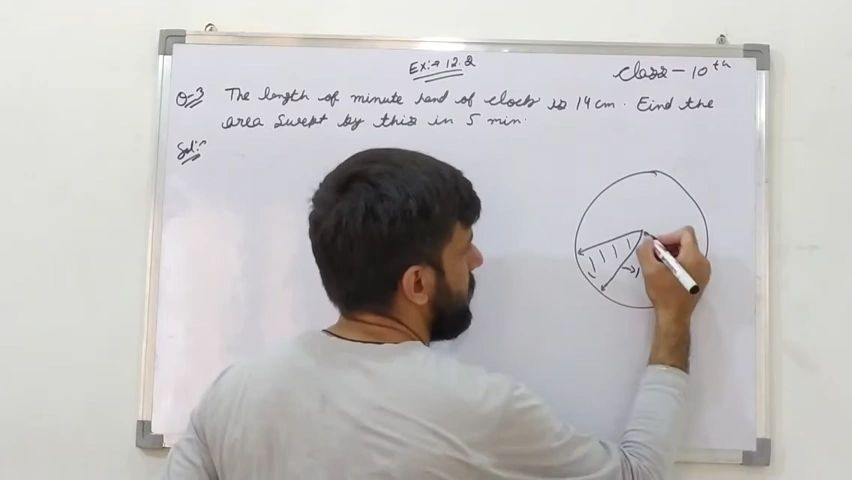 Ex:- 12.2
Class - 10th
Q-3 The length of minute hand of clock is 14 cm. Find the
area swept by this in 5 min.
Sol:-